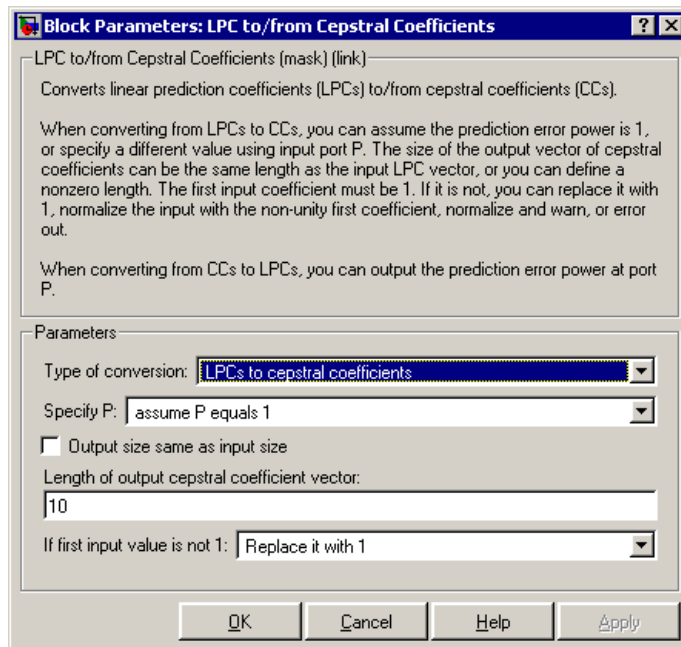 Block Parameters: LPC to/from Cepstral Coefficients
LPC to/from Cepstral Coefficients (mask) (link)
Converts linear prediction coefficients (LPCs) to/from cepstral coefficients (CCs).
When converting from LPCs to CCs, you can assume the prediction error power is 1,
or specify a different value using input port P. The size of the output vector of cepstral
coefficients can be the same length as the input LPC vector, or you can define a
nonzero length. The first input coefficient must be 1. If it is not, you can replace it with
1, normalize the input with the non-unity first coefficient, normalize and warn, or error
out.
When converting from CCs to LPCs, you can output the prediction error power at port
P.
Parameters
Type of conversion: LPCs to cepstral coefficients
Specify P: assume P equals 1
Output size same as input size
Length of output cepstral coefficient vector:
10
If first input value is not 1: Replace it with 1
OK Cancel Help Apply